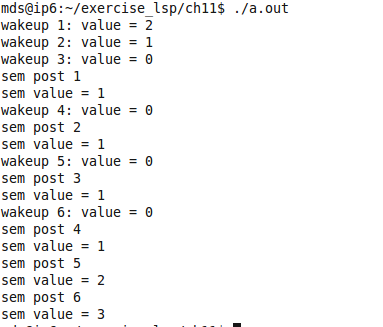 mds@ip6:~/exercise_lsp/ch11$ ./a.out
wakeup 1: value = 2
wakeup 2: value = 1
wakeup 3: value = 0
sem post 1
sem value = 1
wakeup 4: value = 0
sem post 2
sem value = 1
wakeup 5: value = 0
sem post 3
sem value = 1
wakeup 6: value = 0
sem post 4
sem value = 1
sem post 5
sem value = 2
sem post 6
sem value = 3